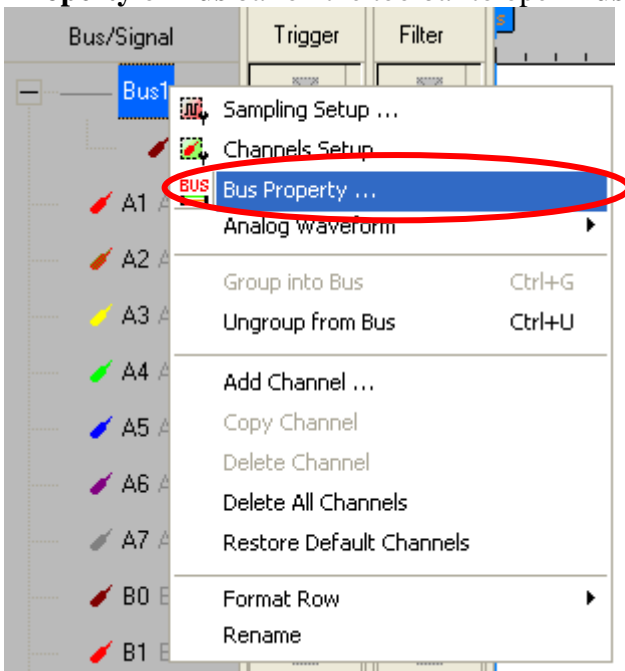 Bus/Signal Trigger Filter
Bus1
Sampling Setup ...
Channels Setup
BUS Bus Property ...
A1 A
Analog Waveform
A2 A
Group into Bus Ctrl+G
A3 A
Ungroup from Bus Ctrl+U
A4 A
Add Channel ...
A5 A
Copy Channel
Delete Channel
A6 A
Delete All Channels
A7 A
Restore Default Channels
B0 B
Format Row
Rename
B1 B